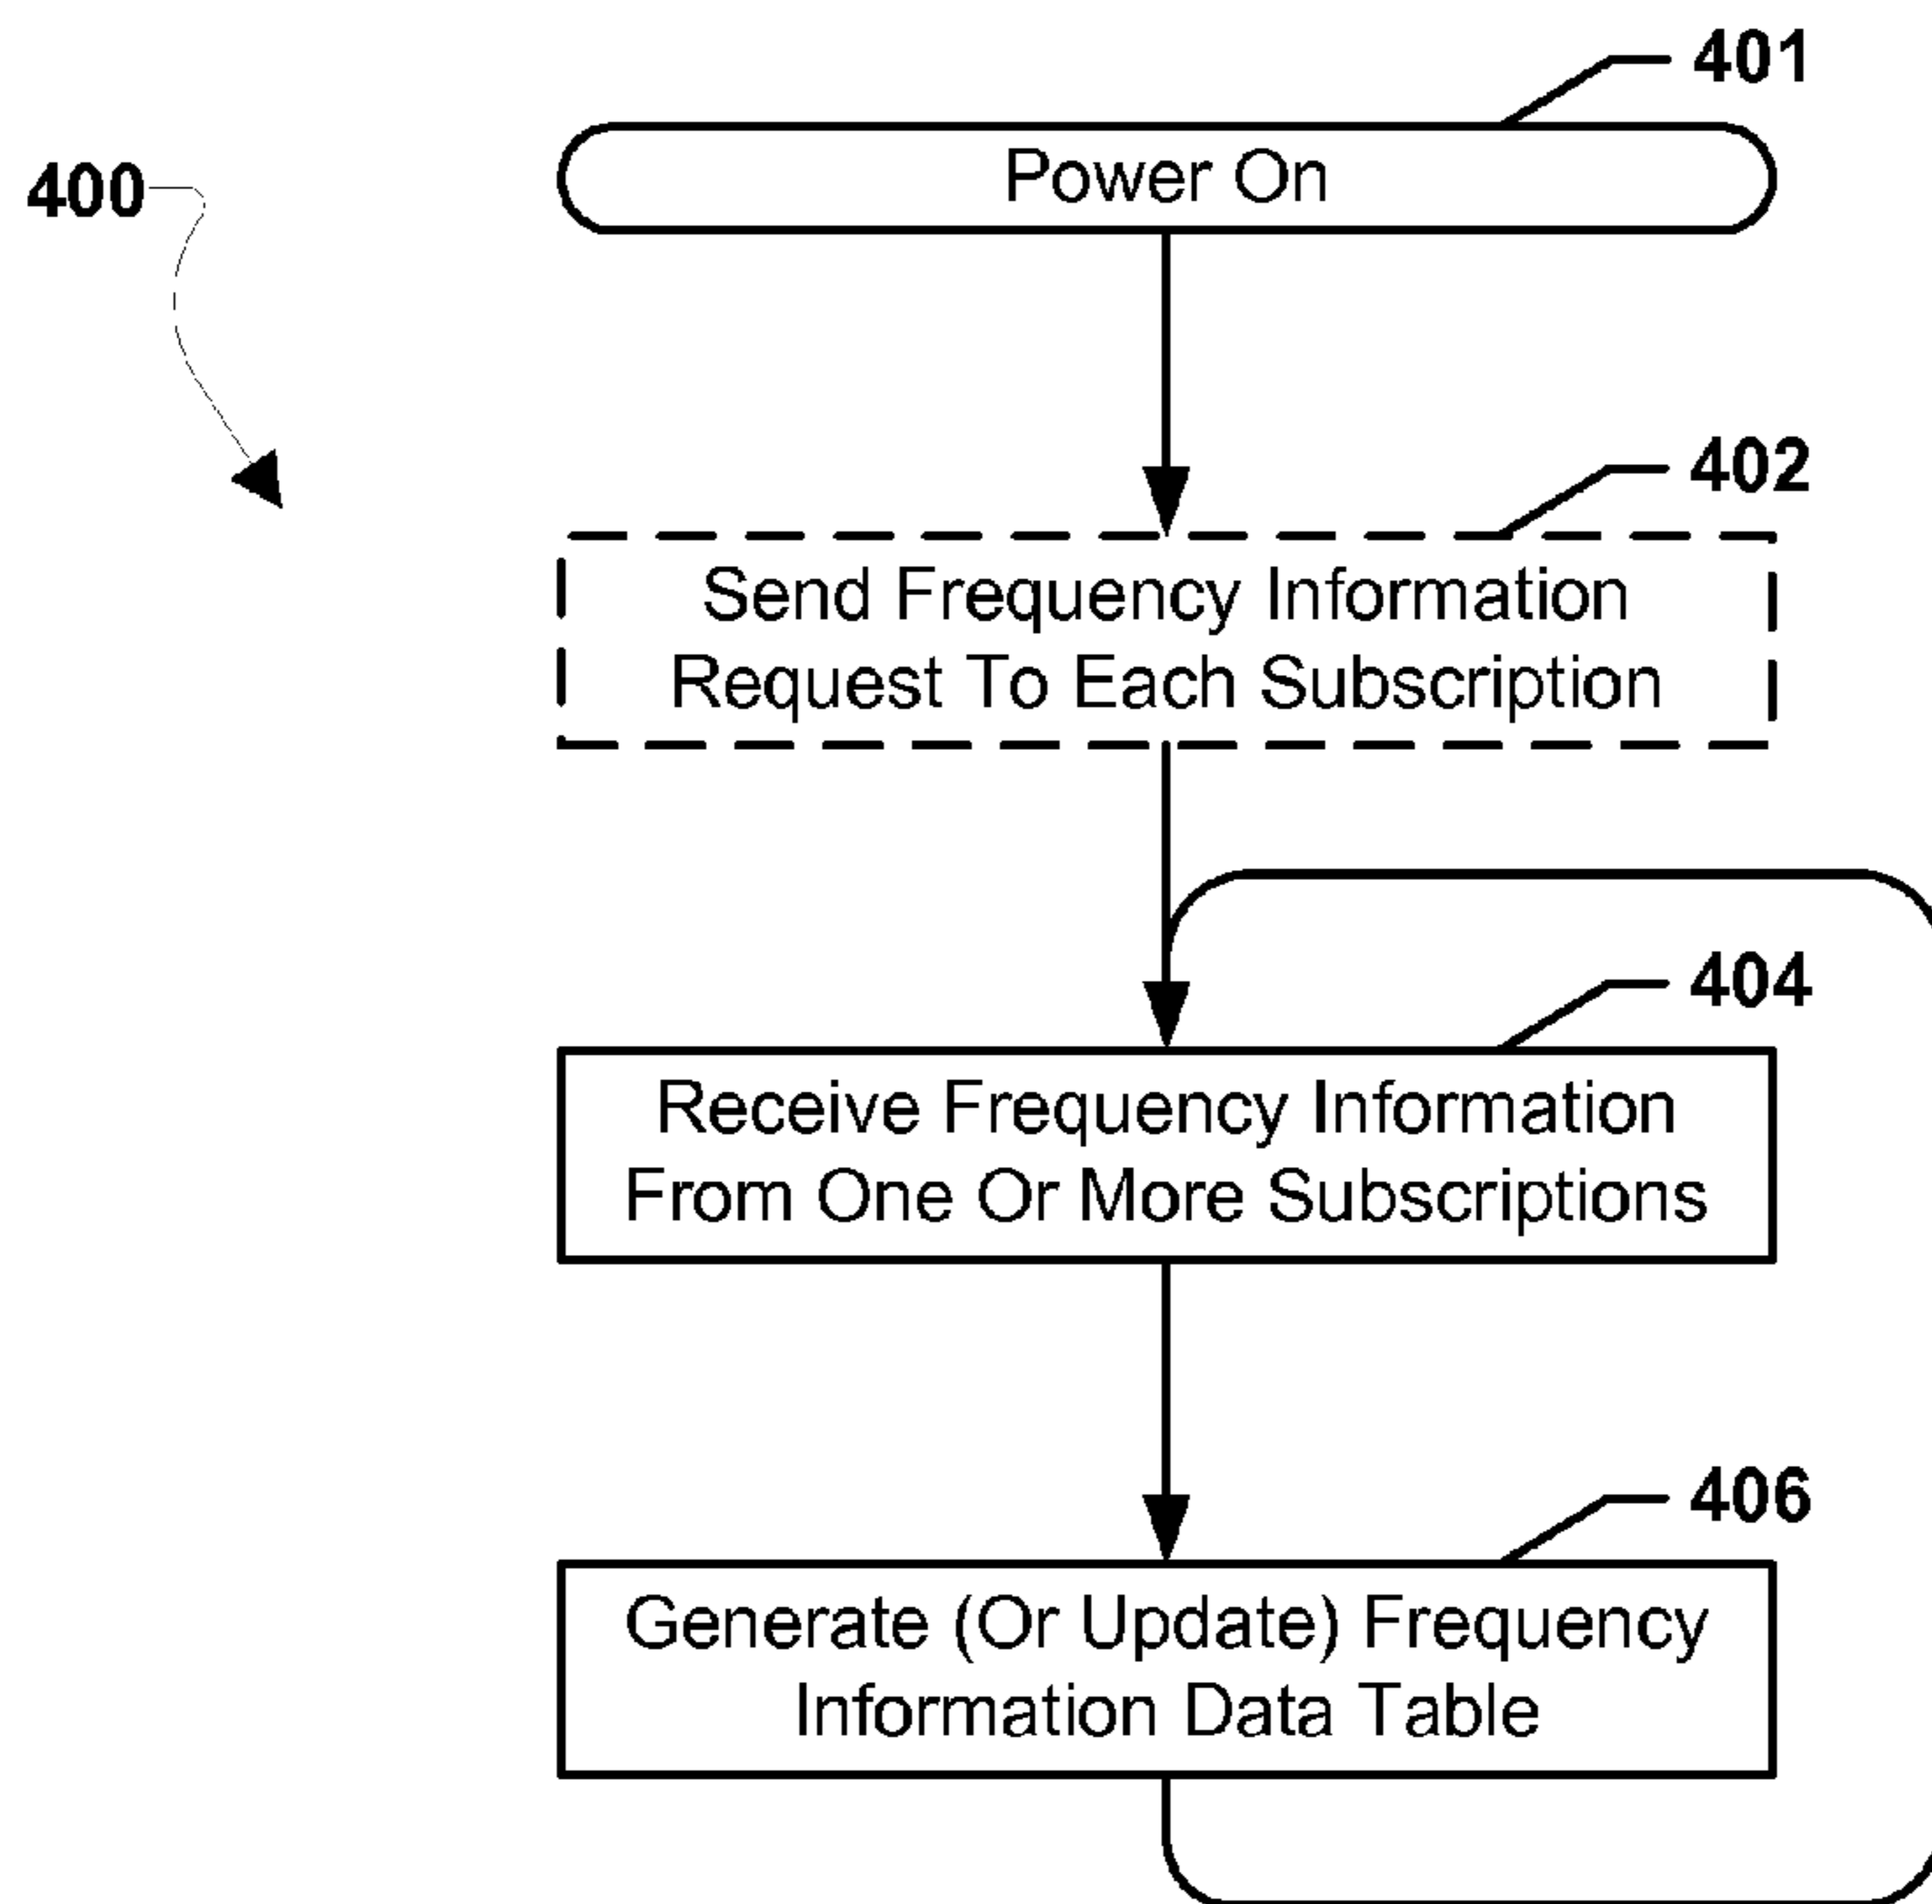 401
Power On
400
402
Send Frequency Information
Request To Each Subscription
404
Receive Frequency Information
From One Or More Subscriptions
406
Generate (Or Update) Frequency
Information Data Table